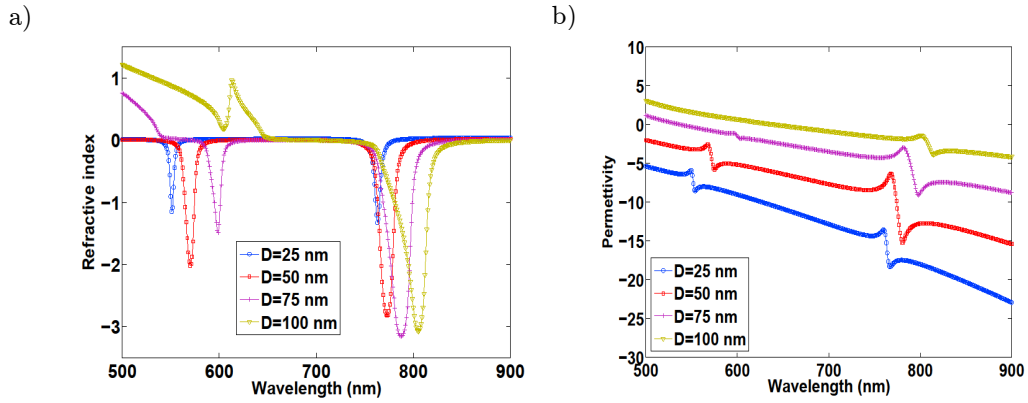 a)
b)
Refractive index
1
0
−1
−2
−3
500 600 700 800 900
Wavelength (nm)
D=25 nm
D=50 nm
D=75 nm
D=100 nm
Permettivity
10
5
0
−5
−10
−15
−20
−25
−30
500 600 700 800 900
Wavelength (nm)
D=25 nm
D=50 nm
D=75 nm
D=100 nm